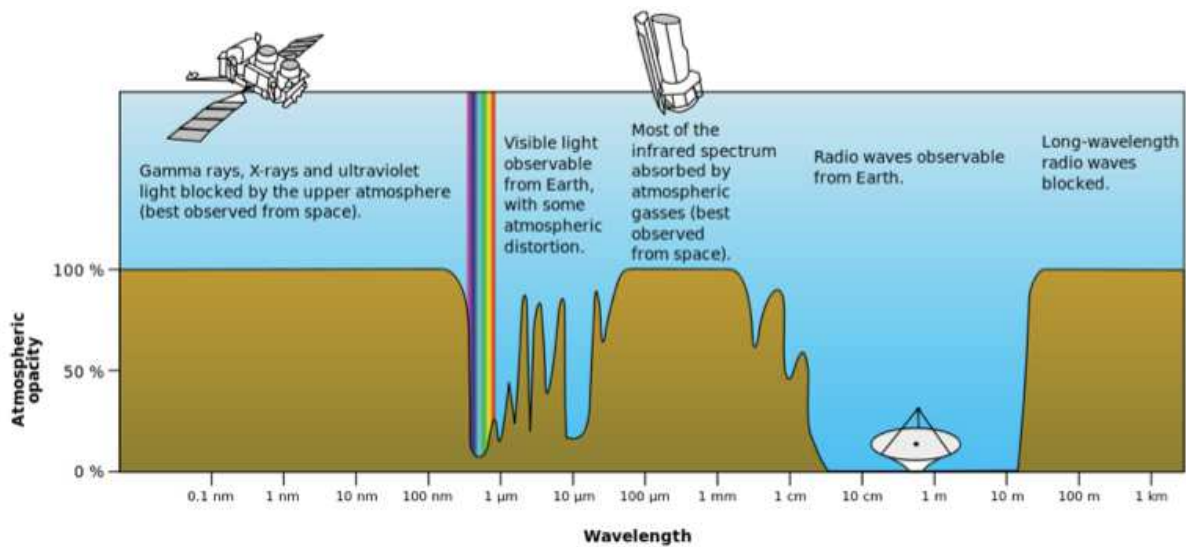 Gamma rays, X-rays and ultraviolet
light blocked by the upper atmosphere
(best observed from space).
Visible light
observable
from Earth,
with some
atmospheric
distortion.
Most of the
infrared spectrum
absorbed by
atmospheric
gasses (best
observed
from space).
Radio waves observable
from Earth.
Long-wavelength
radio waves
blocked.
Atmospheric
opacity
100 %
50 %
0 %
0.1 nm
1 nm
10 nm
100 nm
1 μm
10 μm
100 μm
1 mm
1 cm
10 cm
1 m
10 m
100 m
1 km
Wavelength